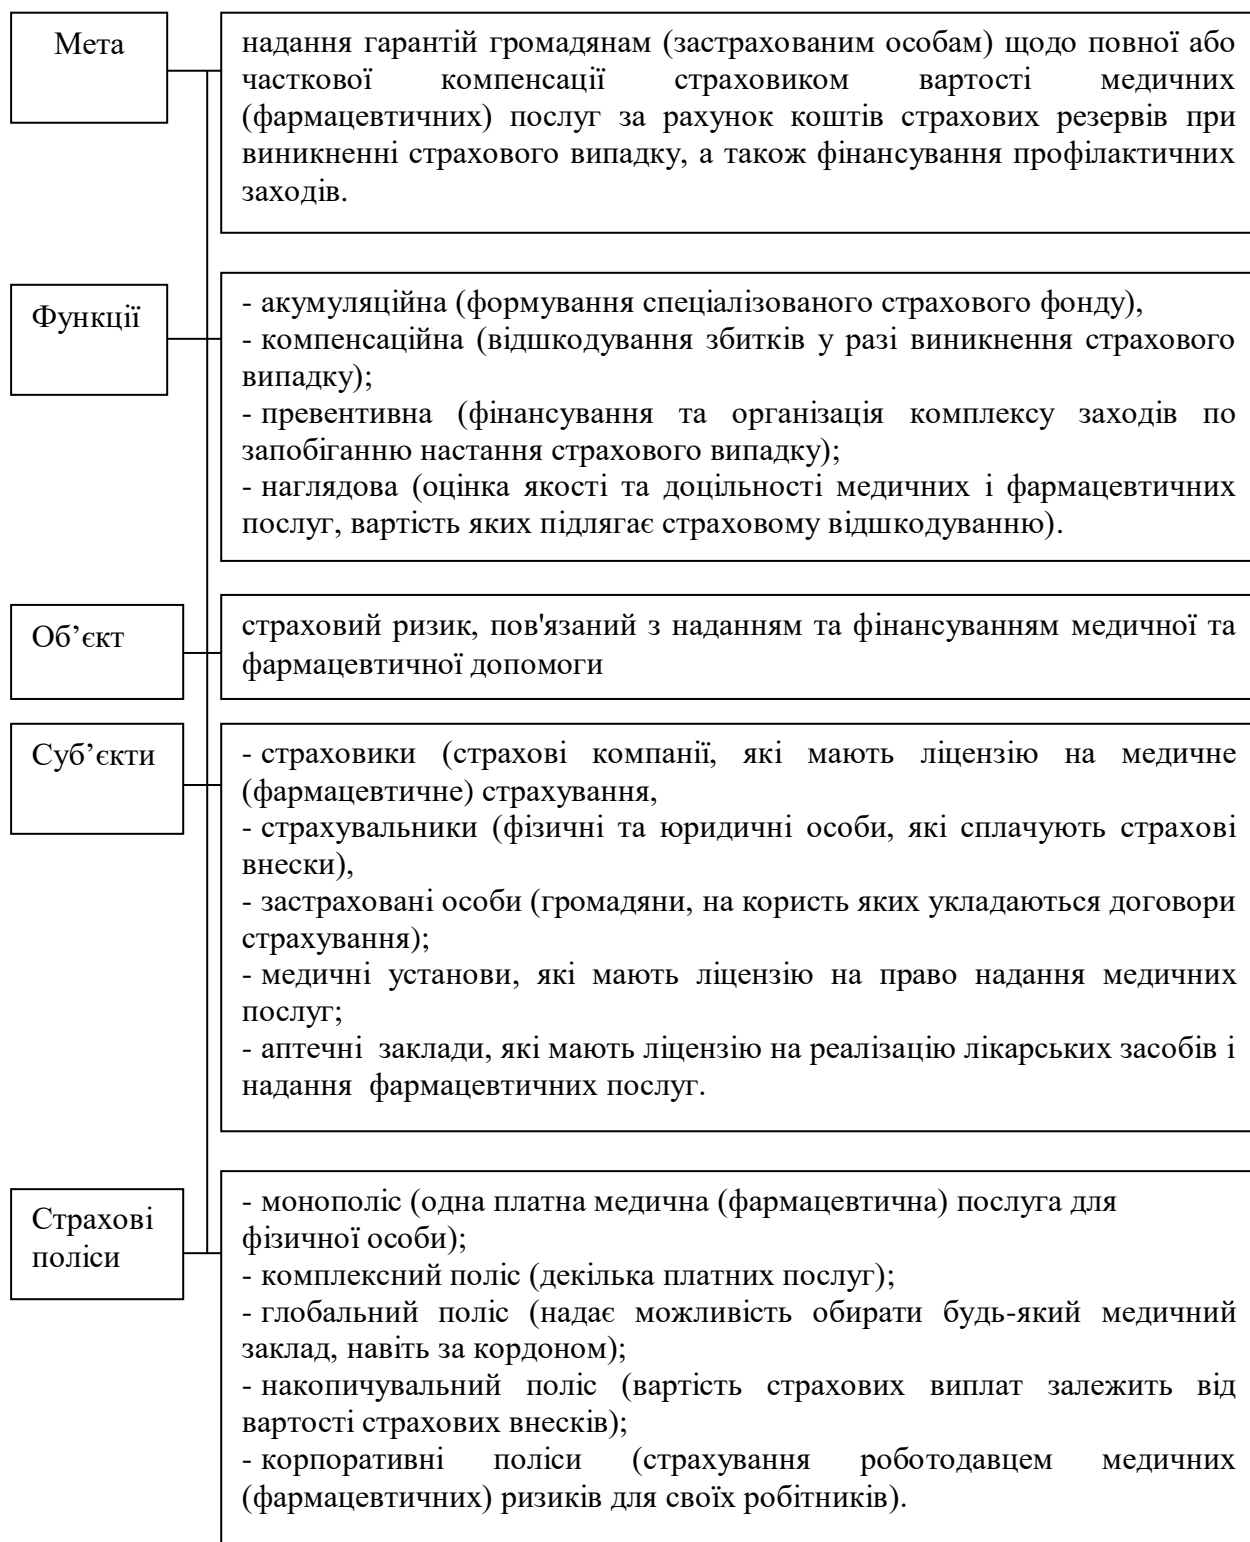 Мета
надання гарантій громадянам (застрахованим особам) щодо повної або
часткової компенсації страховиком вартості медичних
(фармацевтичних) послуг за рахунок коштів страхових резервів при
виникненні страхового випадку, а також фінансування профілактичних
заходів.
Функції
- акумуляційна (формування спеціалізованого страхового фонду),
- компенсаційна (відшкодування збитків у разі виникнення страхового
випадку);
- превентивна (фінансування та організація комплексу заходів по
запобіганню настання страхового випадку);
- наглядова (оцінка якості та доцільності медичних і фармацевтичних
послуг, вартість яких підлягає страховому відшкодуванню).
Об’єкт
страховий ризик, пов'язаний з наданням та фінансуванням медичної та
фармацевтичної допомоги
Суб’єкти
- страховики (страхові компанії, які мають ліцензію на медичне
(фармацевтичне) страхування,
- страхувальники (фізичні та юридичні особи, які сплачують страхові
внески),
- застраховані особи (громадяни, на користь яких укладаються договори
страхування);
- медичні установи, які мають ліцензію на право надання медичних
послуг;
- аптечні заклади, які мають ліцензію на реалізацію лікарських засобів і
надання фармацевтичних послуг.
Страхові
поліси
- монополіс (одна платна медична (фармацевтична) послуга для
фізичної особи);
- комплексний поліс (декілька платних послуг);
- глобальний поліс (надає можливість обирати будь-який медичний
заклад, навіть за кордоном);
- накопичувальний поліс (вартість страхових виплат залежить від
вартості страхових внесків);
- корпоративні поліси (страхування роботодавцем медичних
(фармацевтичних) ризиків для своїх робітників).